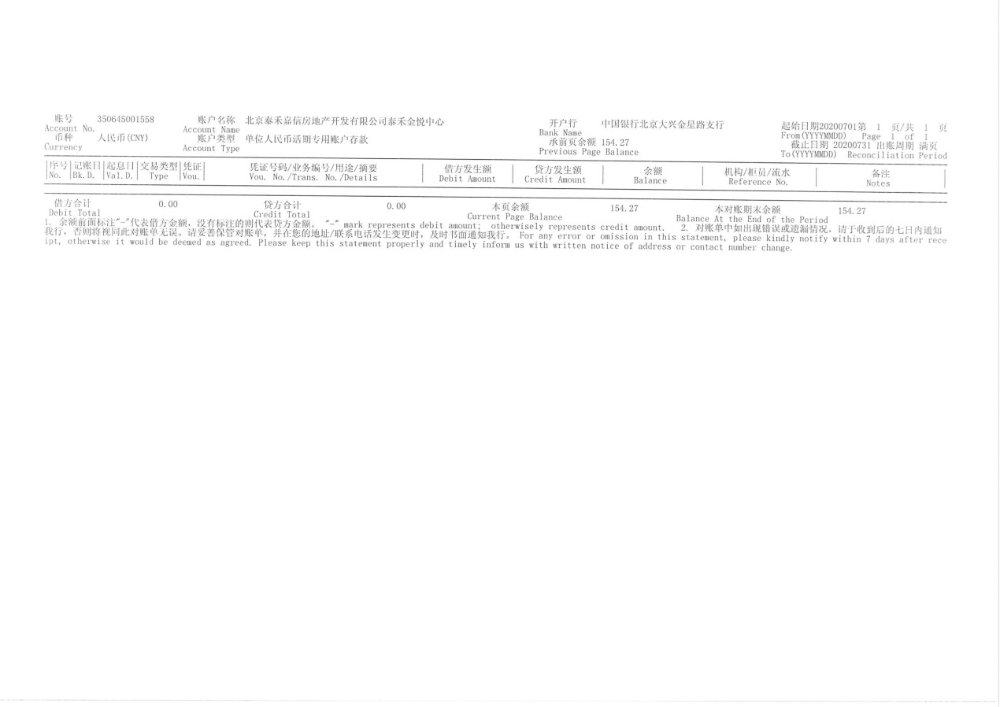 账号 350645001558 账户名称 北京泰禾嘉信房地产开发有限公司泰禾金悦中心 开户行 中国银行北京大兴金星路支行 起始日期20200701第 1 页/共 1 页
Account No. Account Name Bank Name From(YYYYMMDD) Page 1 of 1
币种 人民币(CNY) 账户类型 单位人民币活期专用账户存款 承前页余额 154.27 截止日期 20200731 出账周期 满页
Currency Account Type Previous Page Balance To(YYYYMMDD) Reconciliation Period
序号 记账日 起息日 交易类型 凭证 凭证号码/业务编号/用途/摘要 借方发生额 贷方发生额 余额 机构/柜员/流水 备注
No. Bk.D. Val.D. Type Vou. Vou. No./Trans. No./Details Debit Amount Credit Amount Balance Reference No. Notes
借方合计 0.00 贷方合计 0.00 本页余额 154.27 本对账期末余额 154.27
Debit Total Credit Total Current Page Balance Balance At the End of the Period
1. 余额前面标注"-"代表借方金额，没有标注的则代表贷方金额。 "-" mark represents debit amount; otherwisely represents credit amount. 2. 对账单中如出现错误或遗漏情况，请于收到后的七日内通知
我行，否则将视同此对账单无误。请妥善保管对账单，并在您的地址/联系电话发生变更时，及时书面通知我行。 For any error or omission in this statement, please kindly notify within 7 days after rece
ipt, otherwise it would be deemed as agreed. Please keep this statement properly and timely inform us with written notice of address or contact number change.